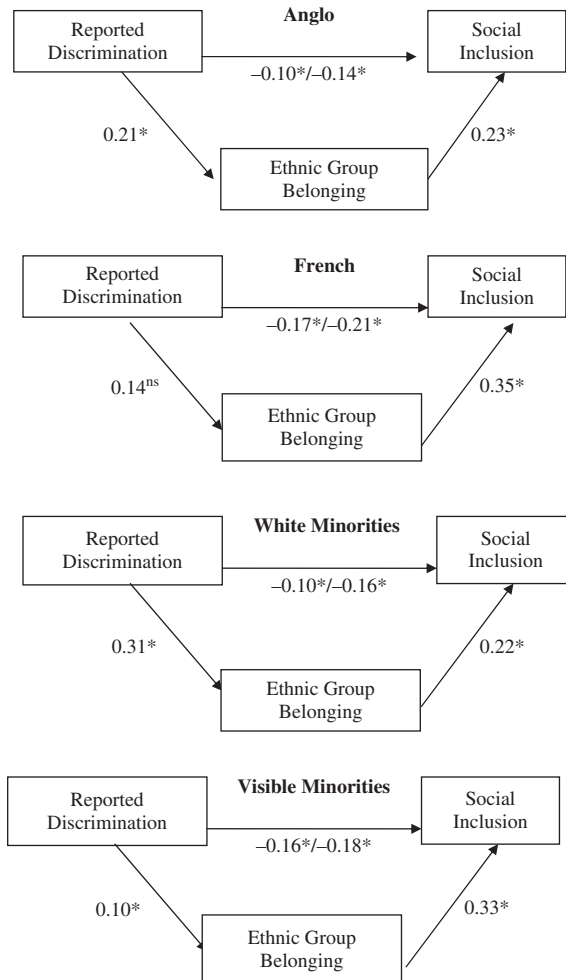 Anglo
Reported
Discrimination
Social
Inclusion
–0.10*/–0.14*
0.21*
0.23*
Ethnic Group
Belonging
French
Reported
Discrimination
Social
Inclusion
–0.17*/–0.21*
0.14ns
0.35*
Ethnic Group
Belonging
White Minorities
Reported
Discrimination
Social
Inclusion
–0.10*/–0.16*
0.31*
0.22*
Ethnic Group
Belonging
Visible Minorities
Reported
Discrimination
Social
Inclusion
–0.16*/–0.18*
0.10*
0.33*
Ethnic Group
Belonging